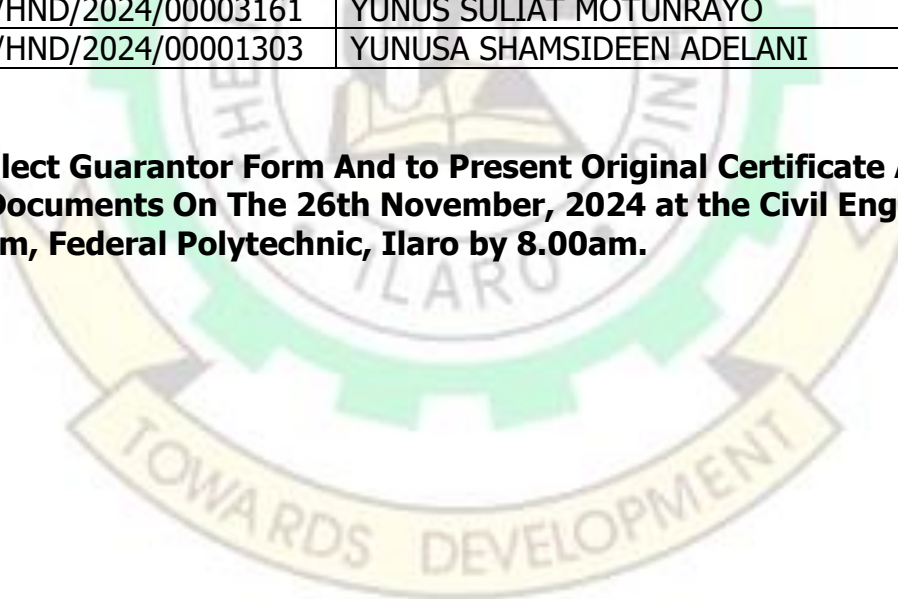 /HND/2024/00003161 YUNUS SULIAT MOTUNRAYO
/HND/2024/00001303 YUNUSA SHAMSIDEEN ADELANI
lect Guarantor Form And to Present Original Certificate
Documents On The 26th November, 2024 at the Civil Eng
m, Federal Polytechnic, Ilaro by 8.00am.
ILARO
TOWARDS DEVELOPMENT